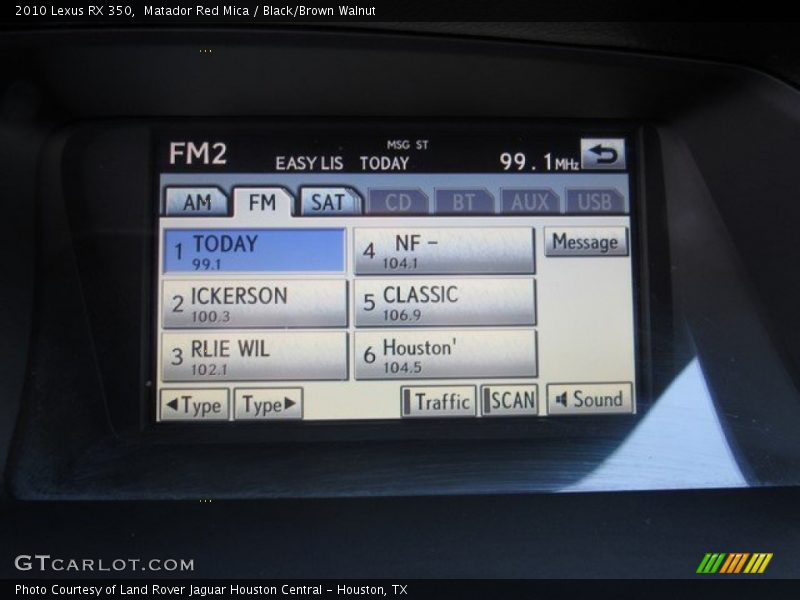 2010 Lexus RX 350,  Matador Red Mica / Black/Brown Walnut
FM2
MSG ST
EASY LIS TODAY 99.1MHz
AM FM SAT CD BT AUX USB
1 TODAY
99.1
4 NF -
104.1
Message
2 ICKERSON
100.3
5 CLASSIC
106.9
3 RLIE WIL
102.1
6 Houston'
104.5
◀Type Type▶ Traffic SCAN Sound
GTCARLOT.COM
Photo Courtesy of Land Rover Jaguar Houston Central - Houston, TX